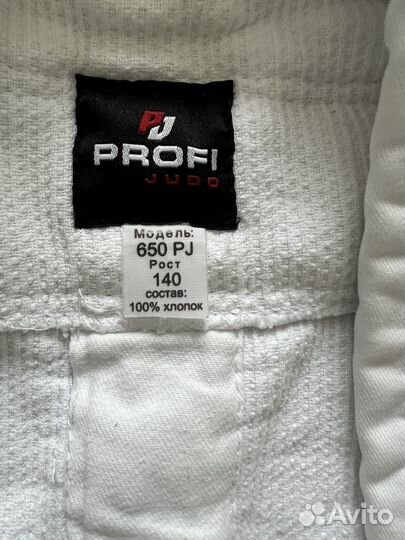 PJ
PROFI
JUDO
Модель:
650 PJ
Рост
140
состав:
100% хлопок
Avito